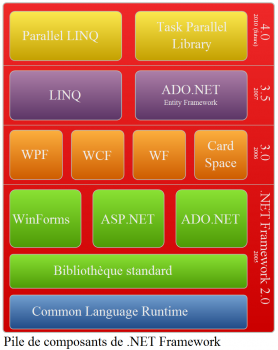 Parallel LINQ
Task Parallel
Library
4.0
2010 (bêtas)
LINQ
ADO.NET
Entity Framework
3.5
2007
WPF
WCF
WF
Card
Space
3.0
2006
WinForms
ASP.NET
ADO.NET
Bibliothèque standard
Common Language Runtime
.NET Framework 2.0
2005
Pile de composants de .NET Framework